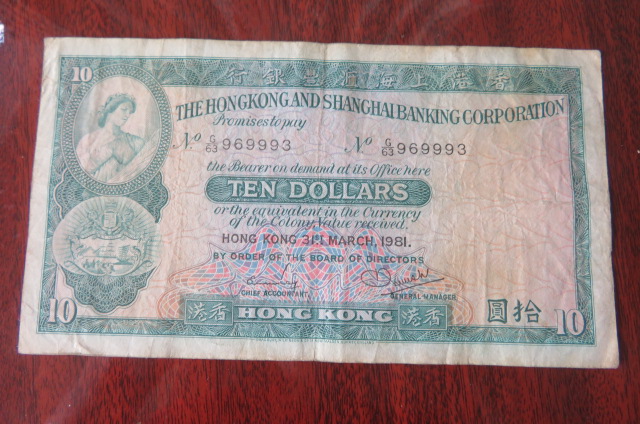 10
行銀豐滙海上港香
THE HONGKONG AND SHANGHAI BANKING CORPORATION
Promises to pay
No G/63 969993 No G/63 969993
the Bearer on demand at its Office here
TEN DOLLARS
or the equivalent in the Currency
of the Colony Value received.
HONG KONG 31ST MARCH, 1981.
BY ORDER OF THE BOARD OF DIRECTORS
CHIEF ACCOUNTANT. GENERAL MANAGER
10 港香 HONG KONG 港香 圓拾 10